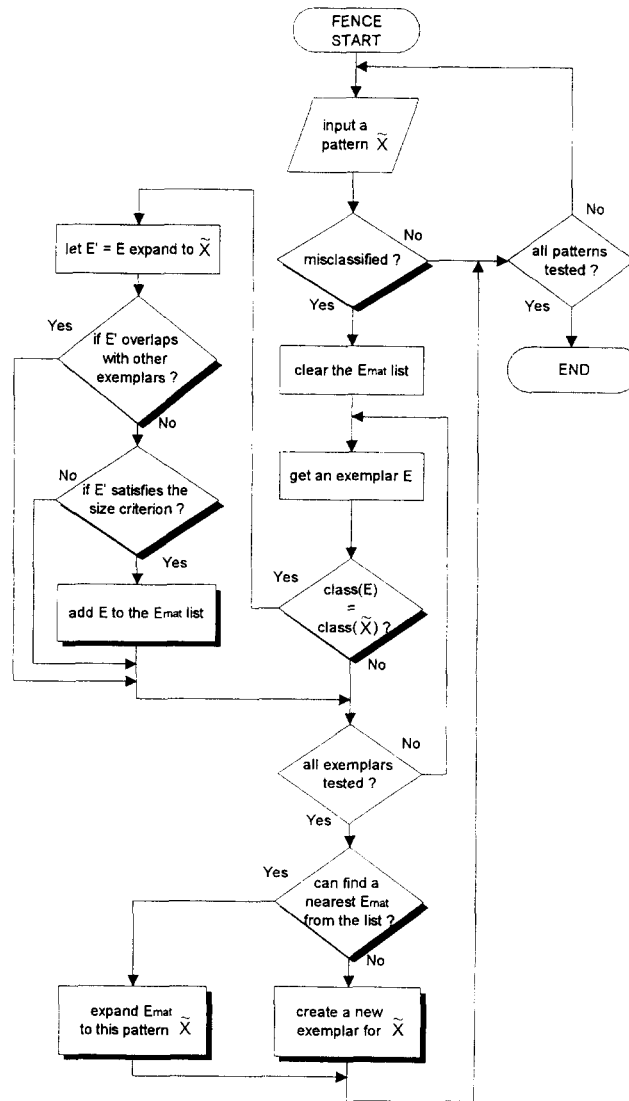 FENCE
START
input a
pattern X̃
No
let E' = E expand to X̃
misclassified ?
No
all patterns
tested ?
Yes
Yes
Yes
if E' overlaps
with other
exemplars ?
clear the Emat list
END
No
No
if E' satisfies the
size criterion ?
get an exemplar E
Yes
Yes
class(E)
=
class(X̃) ?
add E to the Emat list
No
No
all exemplars
tested ?
Yes
Yes
can find a
nearest Emat
from the list ?
No
expand Emat
to this pattern X̃
create a new
exemplar for X̃